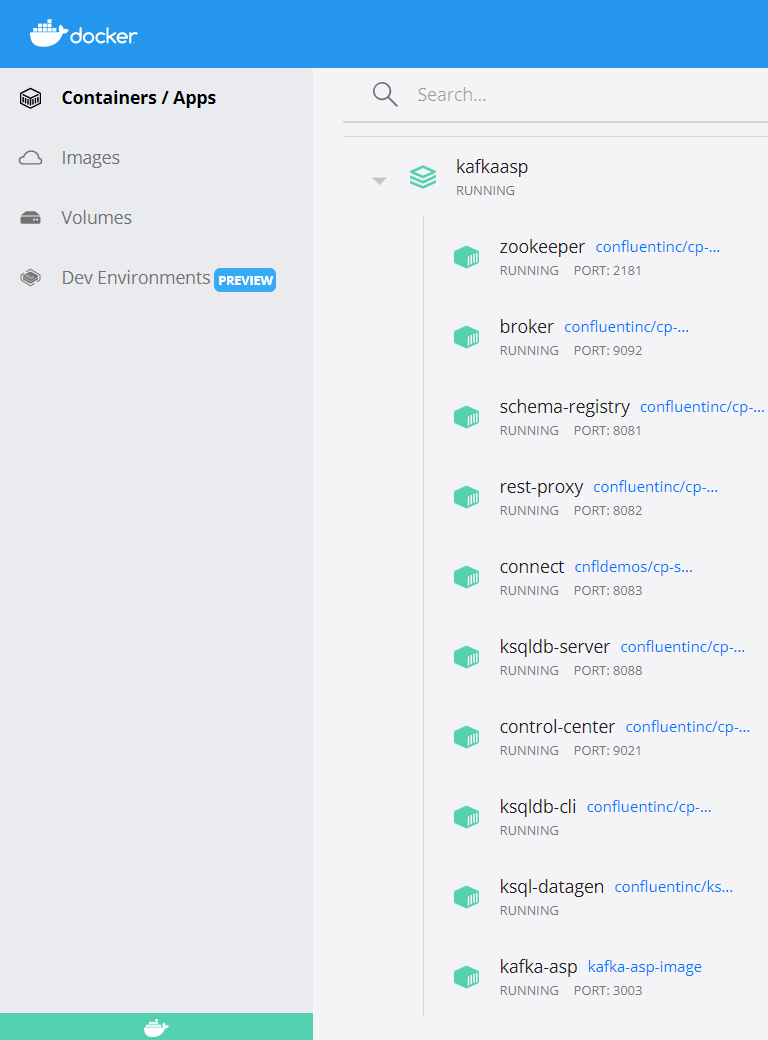 docker
Containers / Apps
Images
Volumes
Dev Environments PREVIEW
Search...
kafkaasp
RUNNING
zookeeper confluentinc/cp-...
RUNNING PORT: 2181
broker confluentinc/cp-...
RUNNING PORT: 9092
schema-registry confluentinc/cp-...
RUNNING PORT: 8081
rest-proxy confluentinc/cp-...
RUNNING PORT: 8082
connect cnfldemos/cp-s...
RUNNING PORT: 8083
ksqldb-server confluentinc/cp-...
RUNNING PORT: 8088
control-center confluentinc/cp-...
RUNNING PORT: 9021
ksqldb-cli confluentinc/cp-...
RUNNING
ksql-datagen confluentinc/ks...
RUNNING
kafka-asp kafka-asp-image
RUNNING PORT: 3003